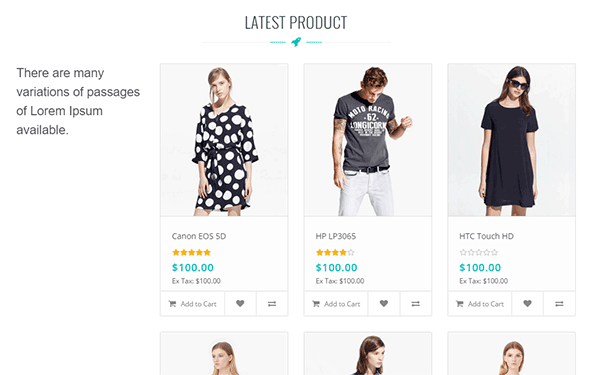 LATEST PRODUCT
There are many
variations of passages
of Lorem Ipsum
available.
MOTO RACING
-62-
LONGICORN
Canon EOS 5D
$100.00
Ex Tax: $100.00
Add to Cart
HP LP3065
$100.00
Ex Tax: $100.00
Add to Cart
HTC Touch HD
$100.00
Ex Tax: $100.00
Add to Cart